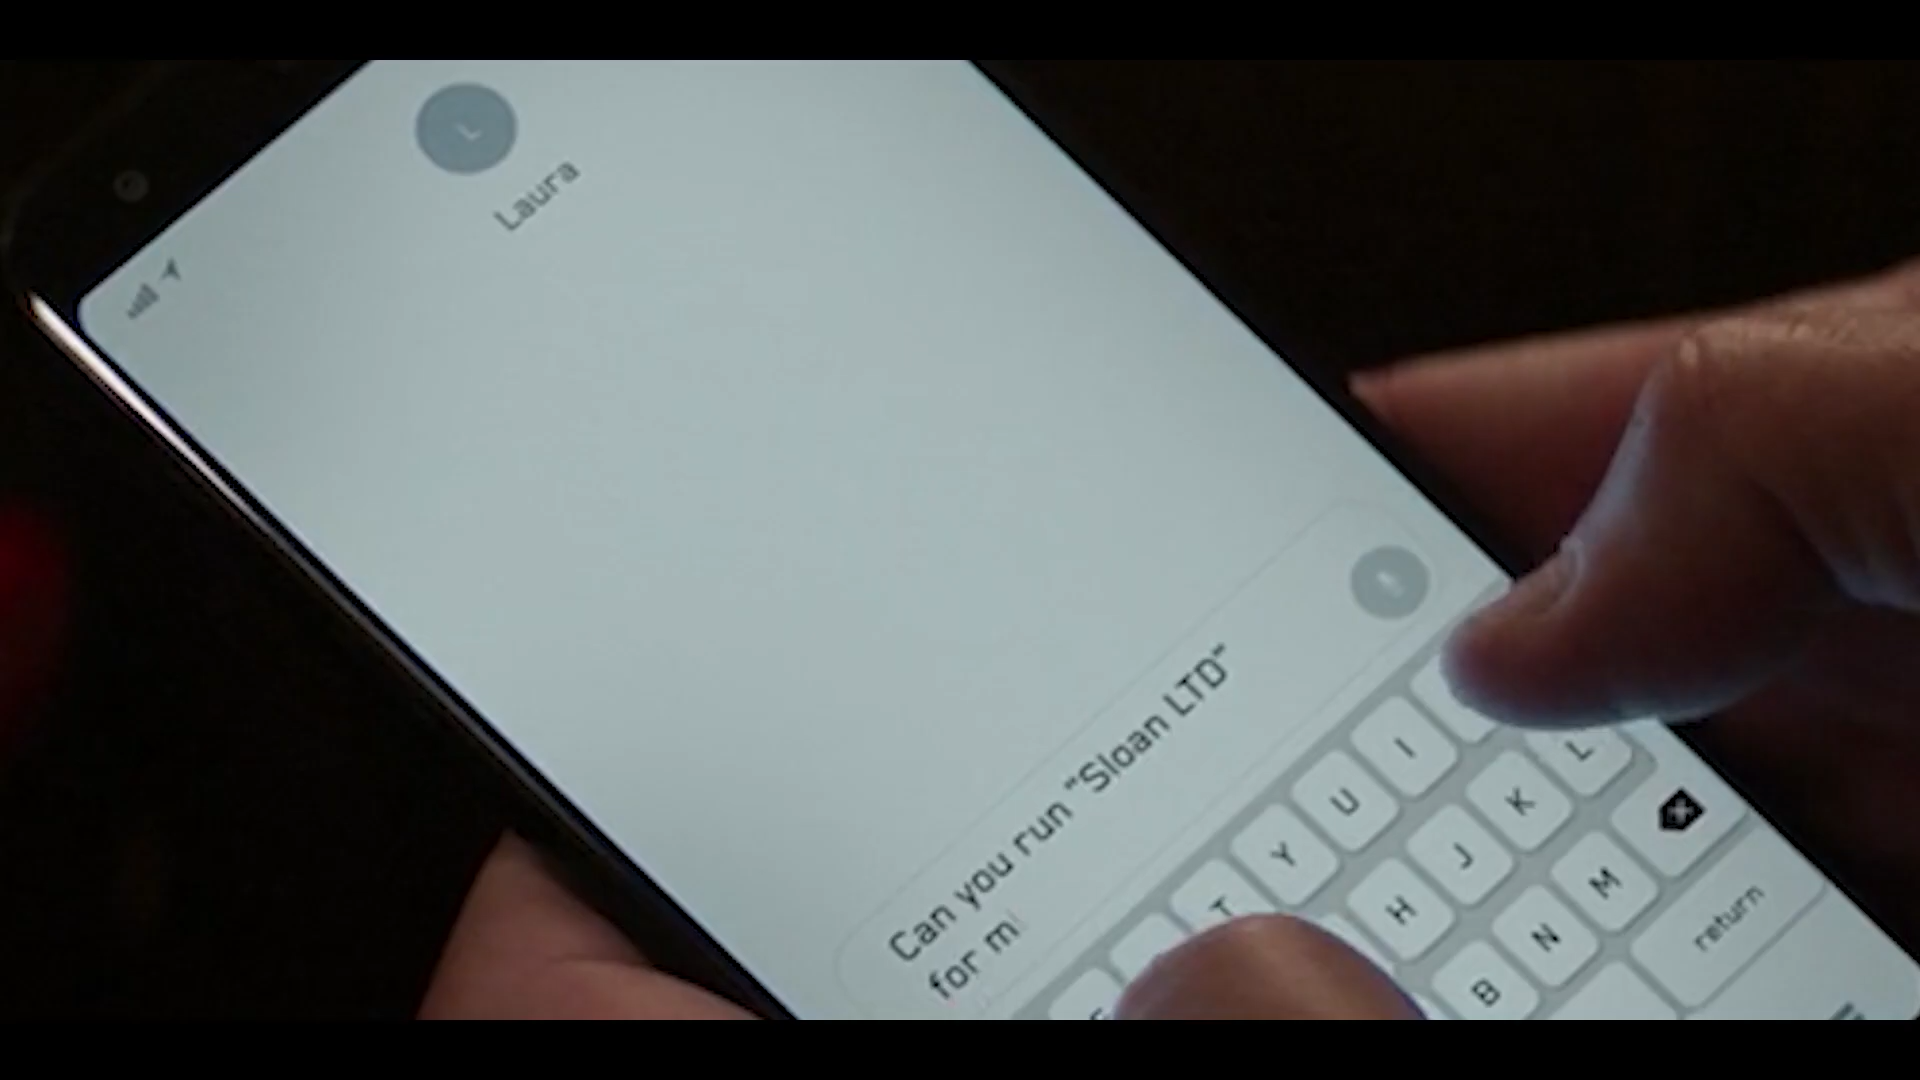 L
Laura
Can you run "Sloan LTD"
for m
T Y U I
H J K L
B N M
return